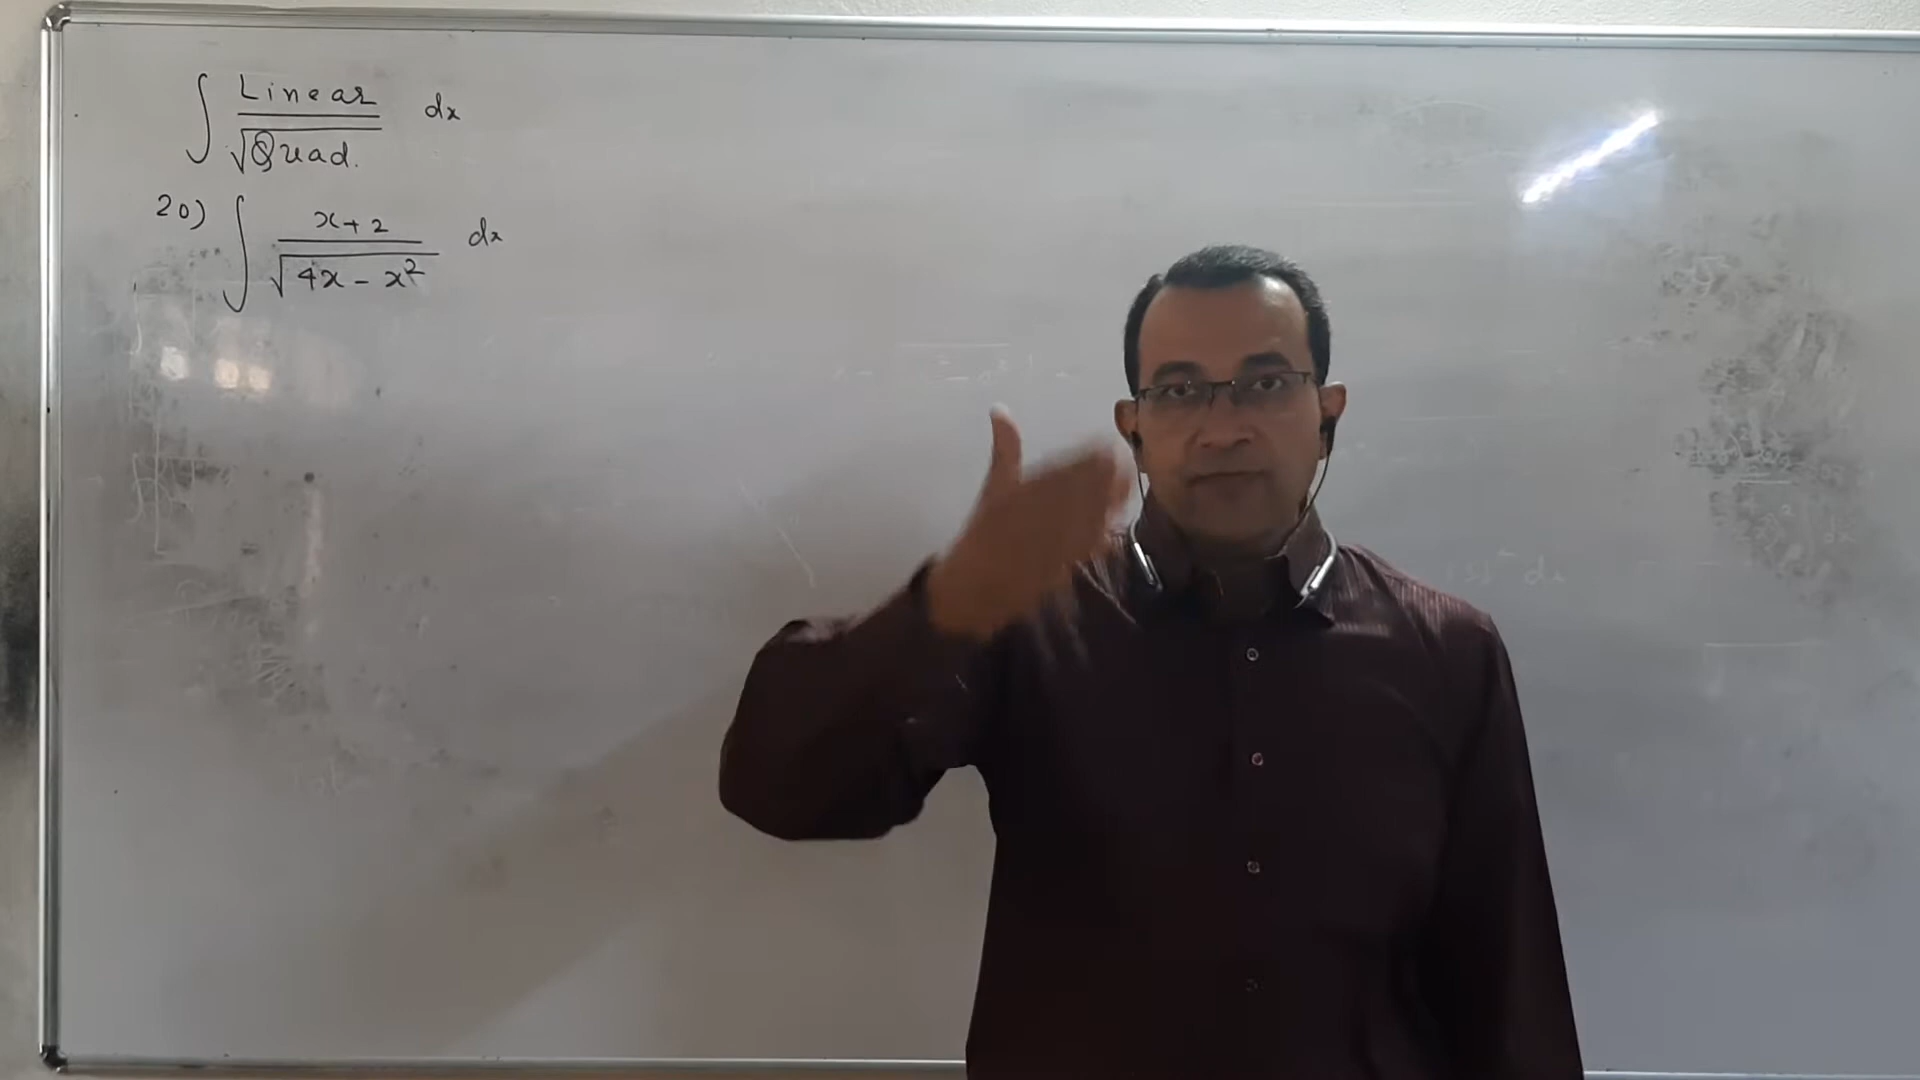 ∫ Linear / √Quad. dx
20) ∫ x+2 / √4x - x² dx